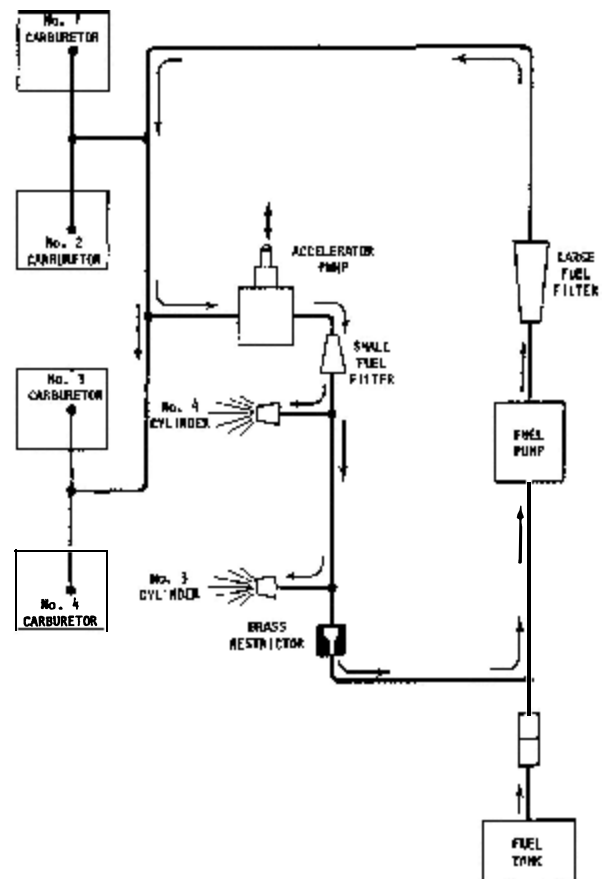 No. 1
CARBURETOR
No. 2
CARBURETOR
ACCELERATOR
PUMP
LARGE
FUEL
FILTER
SMALL
FUEL
FILTER
No. 3
CARBURETOR
No. 4
CYLINDER
FUEL
PUMP
No. 3
CYLINDER
No. 4
CARBURETOR
BRASS
RESTRICTOR
FUEL
TANK